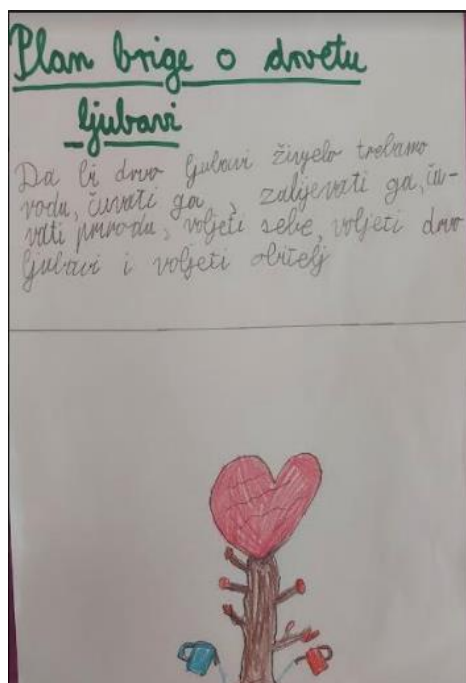 Plan brige o drvetu
ljubavi
Da bi drvo ljubavi živjelo trebamo
vodu, čuvati ga, zalijevati ga, ču-
vati prirodu, voljeti sebe, voljeti drvo
ljubavi i voljeti obitelj